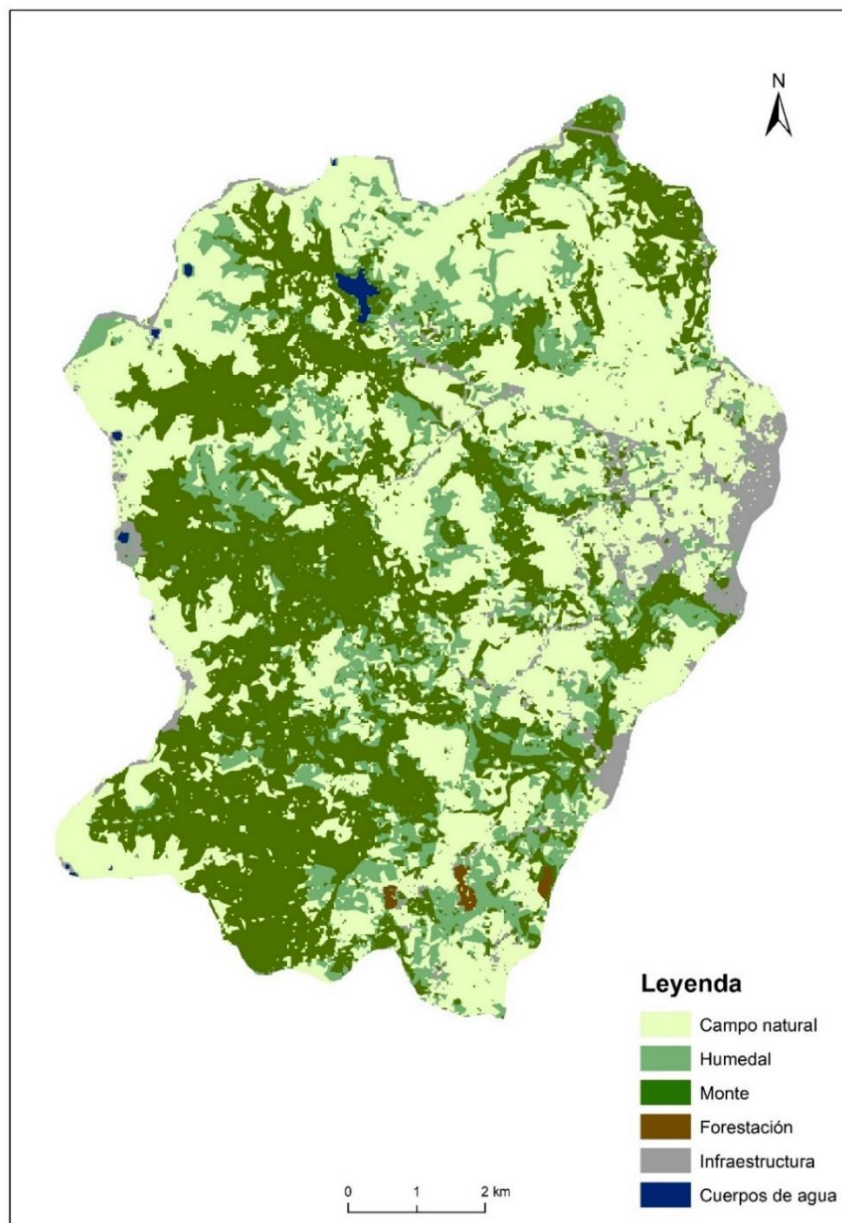 N
Leyenda
Campo natural
Humedal
Monte
Forestación
Infraestructura
Cuerpos de agua
0 1 2 km